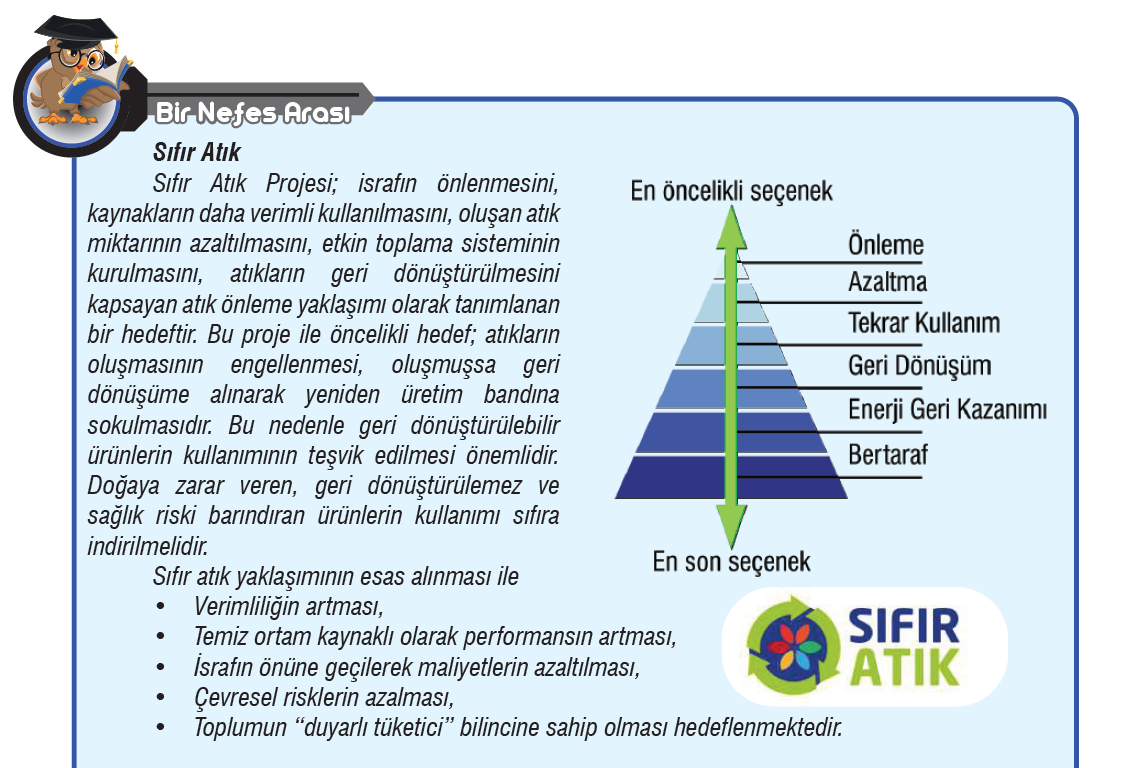 Bir Nefes Arası
Sıfır Atık
Sıfır Atık Projesi; israfın önlenmesini,
kaynakların daha verimli kullanılmasını, oluşan atık
miktarının azaltılmasını, etkin toplama sisteminin
kurulmasını, atıkların geri dönüştürülmesini
kapsayan atık önleme yaklaşımı olarak tanımlanan
bir hedeftir. Bu proje ile öncelikli hedef; atıkların
oluşmasının engellenmesi, oluşmuşsa geri
dönüşüme alınarak yeniden üretim bandına
sokulmasıdır. Bu nedenle geri dönüştürülebilir
ürünlerin kullanımının teşvik edilmesi önemlidir.
Doğaya zarar veren, geri dönüştürülemez ve
sağlık riski barındıran ürünlerin kullanımı sıfıra
indirilmelidir.
Sıfır atık yaklaşımının esas alınması ile
• Verimliliğin artması,
• Temiz ortam kaynaklı olarak performansın artması,
• İsrafın önüne geçilerek maliyetlerin azaltılması,
• Çevresel risklerin azalması,
• Toplumun “duyarlı tüketici” bilincine sahip olması hedeflenmektedir.
En öncelikli seçenek
Önleme
Azaltma
Tekrar Kullanım
Geri Dönüşüm
Enerji Geri Kazanımı
Bertaraf
En son seçenek
SIFIR
ATIK